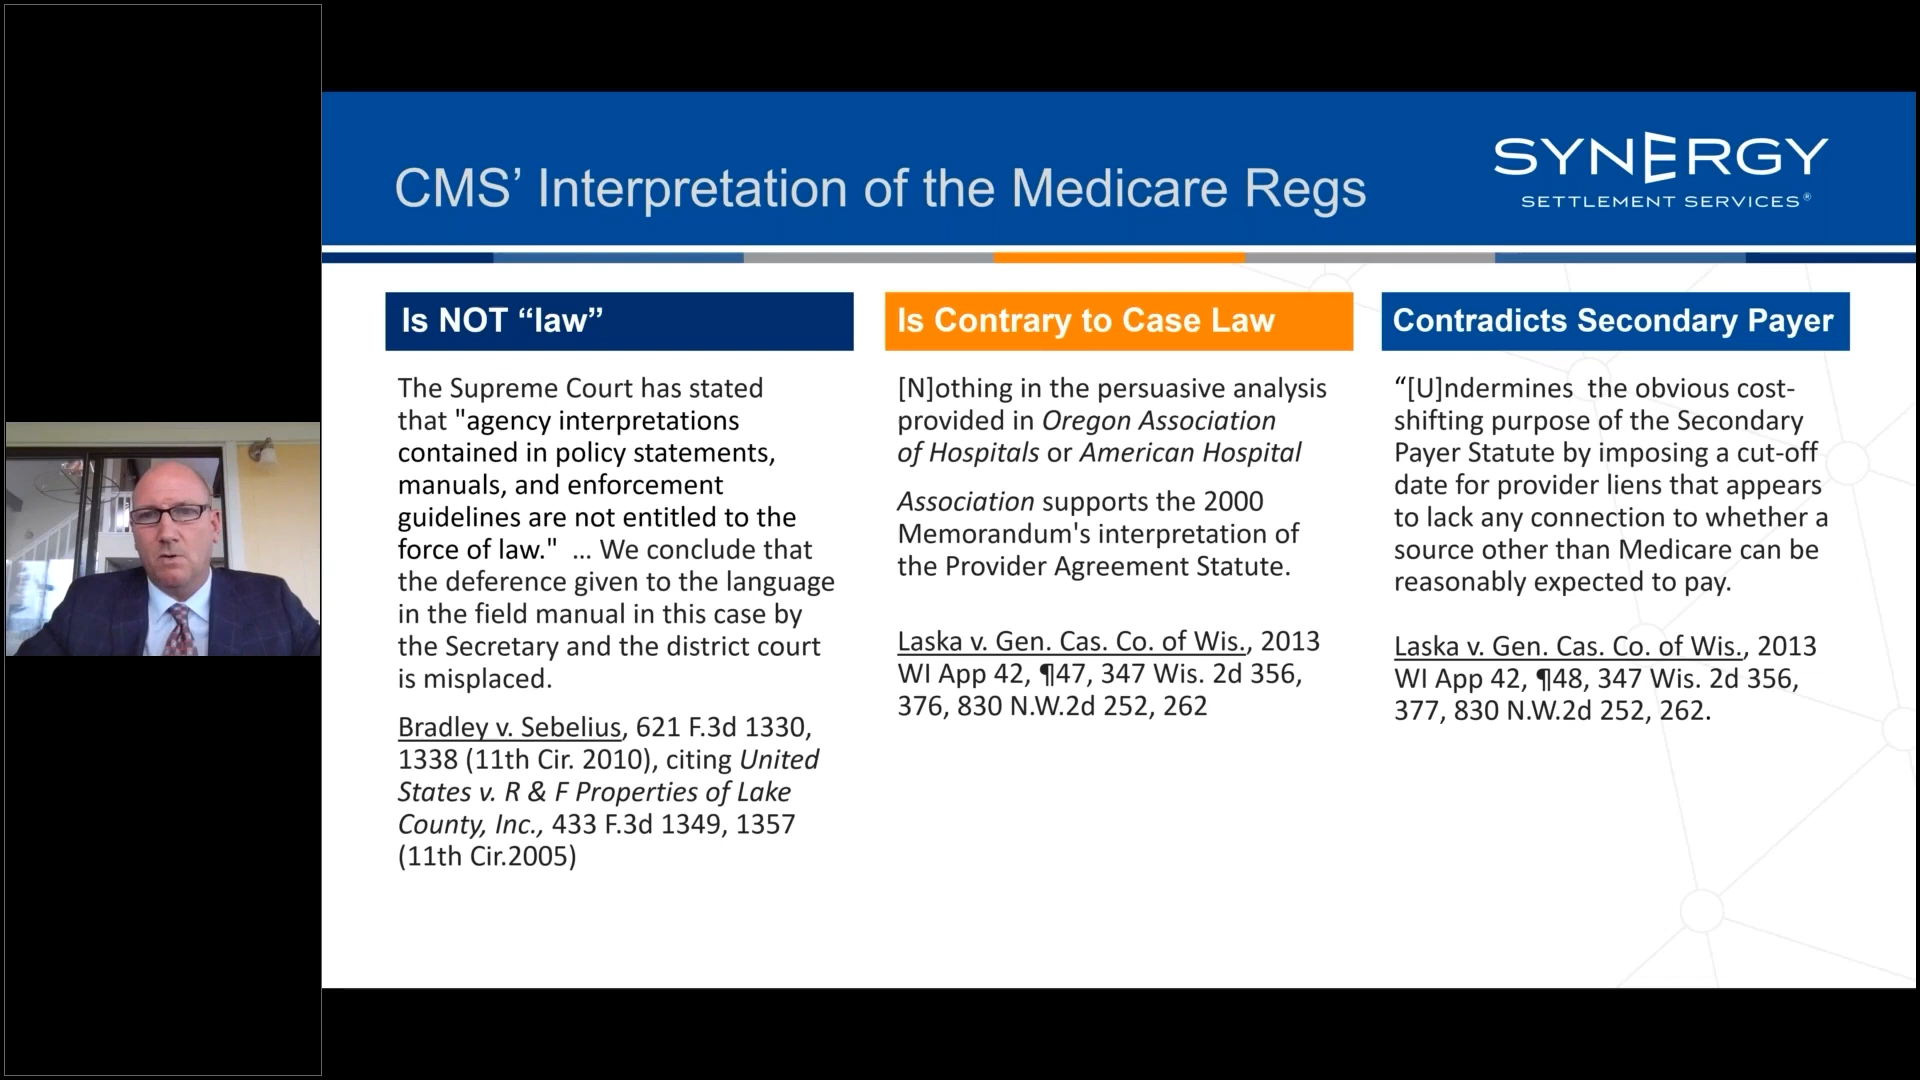 CMS’ Interpretation of the Medicare Regs
SYNERGY
SETTLEMENT SERVICES®
Is NOT “law”
The Supreme Court has stated
that "agency interpretations
contained in policy statements,
manuals, and enforcement
guidelines are not entitled to the
force of law."  … We conclude that
the deference given to the language
in the field manual in this case by
the Secretary and the district court
is misplaced.
Bradley v. Sebelius, 621 F.3d 1330,
1338 (11th Cir. 2010), citing United
States v. R & F Properties of Lake
County, Inc., 433 F.3d 1349, 1357
(11th Cir.2005)
Is Contrary to Case Law
[N]othing in the persuasive analysis
provided in Oregon Association
of Hospitals or American Hospital
Association supports the 2000
Memorandum's interpretation of
the Provider Agreement Statute.
Laska v. Gen. Cas. Co. of Wis., 2013
WI App 42, ¶47, 347 Wis. 2d 356,
376, 830 N.W.2d 252, 262
Contradicts Secondary Payer
“[U]ndermines  the obvious cost-
shifting purpose of the Secondary
Payer Statute by imposing a cut-off
date for provider liens that appears
to lack any connection to whether a
source other than Medicare can be
reasonably expected to pay.
Laska v. Gen. Cas. Co. of Wis., 2013
WI App 42, ¶48, 347 Wis. 2d 356,
377, 830 N.W.2d 252, 262.